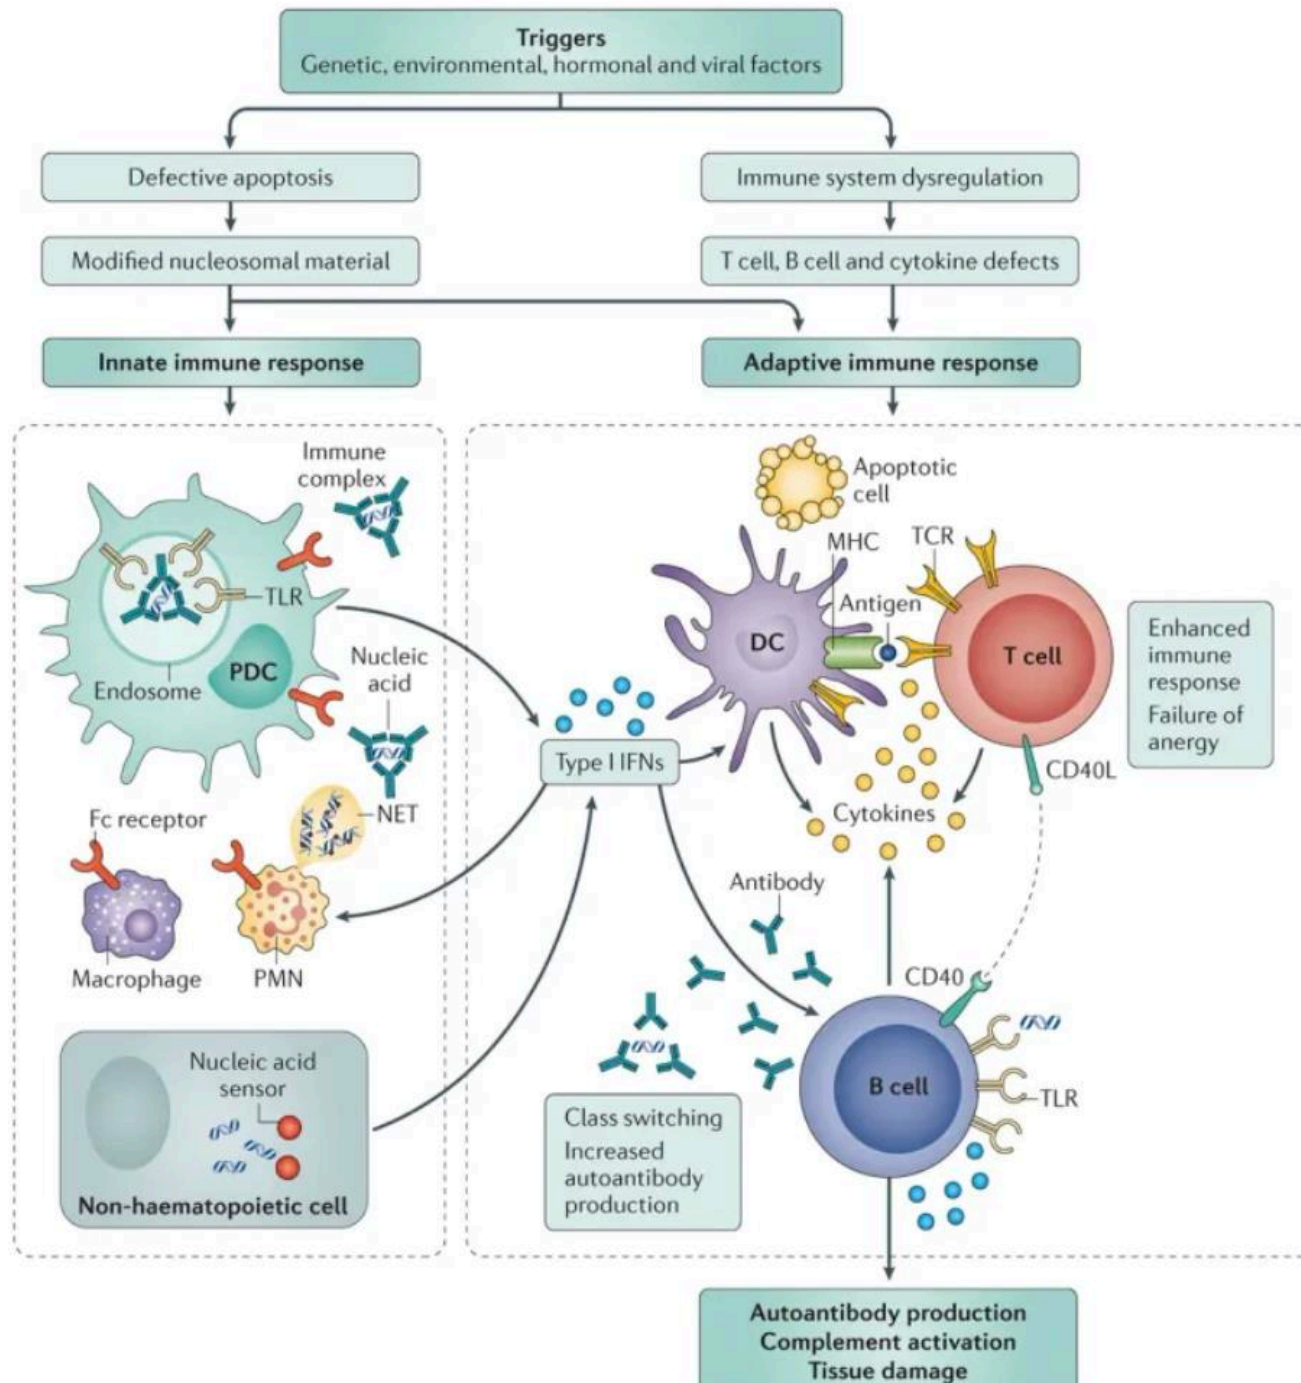 Triggers
Genetic, environmental, hormonal and viral factors
Defective apoptosis
Immune system dysregulation
Modified nucleosomal material
T cell, B cell and cytokine defects
Innate immune response
Adaptive immune response
Immune
complex
TLR
Endosome
PDC
Nucleic
acid
NET
Fc receptor
Macrophage
PMN
Nucleic acid
sensor
Non-haematopoietic cell
Type I IFNs
Apoptotic
cell
MHC
TCR
Antigen
DC
T cell
Enhanced
immune
response
Failure of
anergy
CD40L
Cytokines
Antibody
CD40
B cell
TLR
Class switching
Increased
autoantibody
production
Autoantibody production
Complement activation
Tissue damage